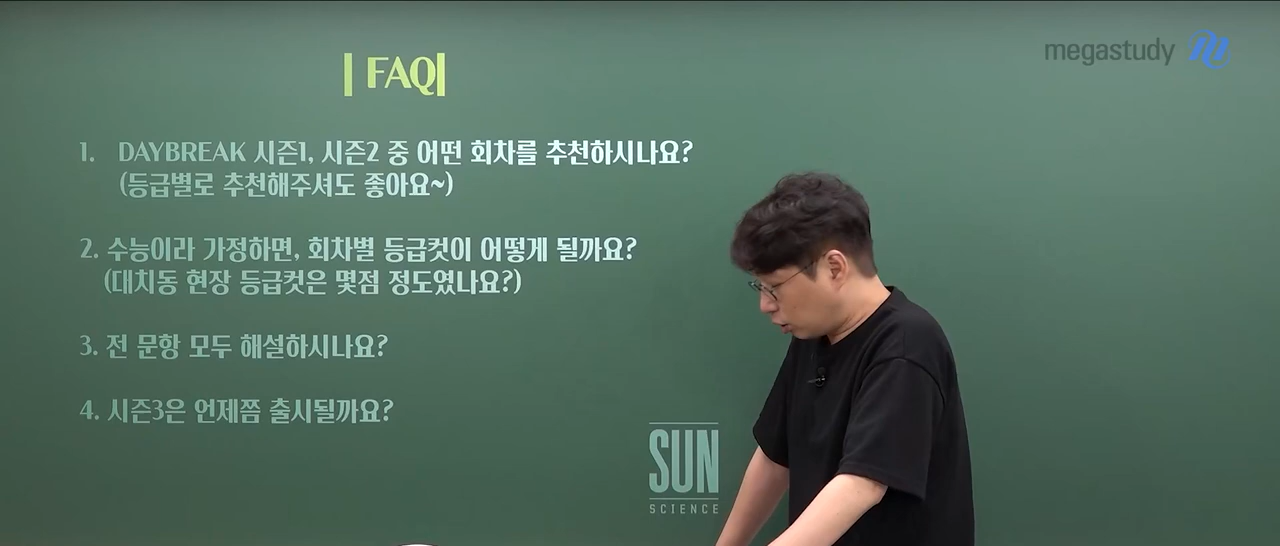 megastudy
| FAQ|
1. DAYBREAK 시즌1, 시즌2 중 어떤 회차를 추천하시나요?
(등급별로 추천해주셔도 좋아요~)
2. 수능이라 가정하면, 회차별 등급컷이 어떻게 될까요?
(대치동 현장 등급컷은 몇점 정도였나요?)
3. 전 문항 모두 해설하시나요?
4. 시즌3은 언제쯤 출시될까요?
SUN
SCIENCE